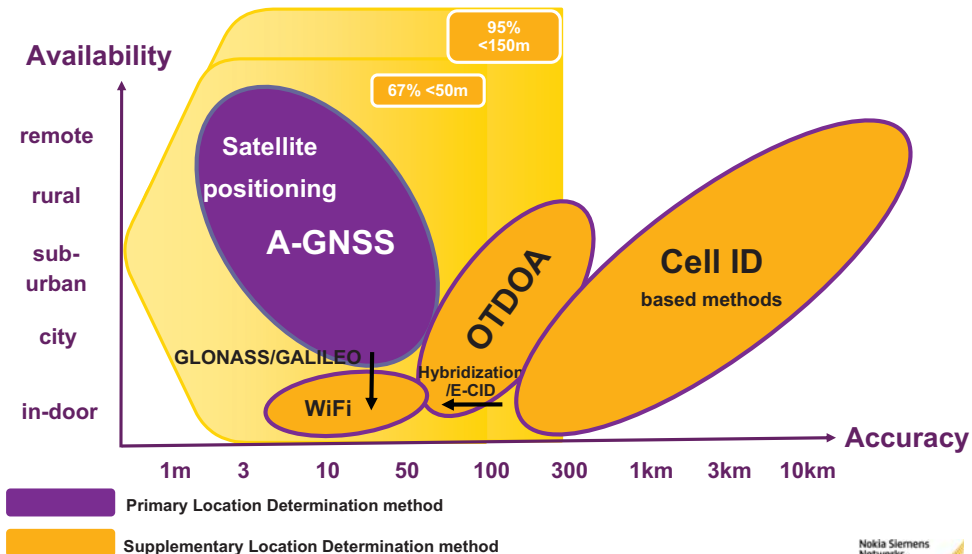 95%
<150m
Availability
67% <50m
remote
Satellite
positioning
rural
A-GNSS
sub-
urban
OTDOA
Cell ID
based methods
city
GLONASS/GALILEO
Hybridization
/E-CID
WiFi
in-door
Accuracy
1m 3 10 50 100 300 1km 3km 10km
Primary Location Determination method
Supplementary Location Determination method
Nokia Siemens
Networks